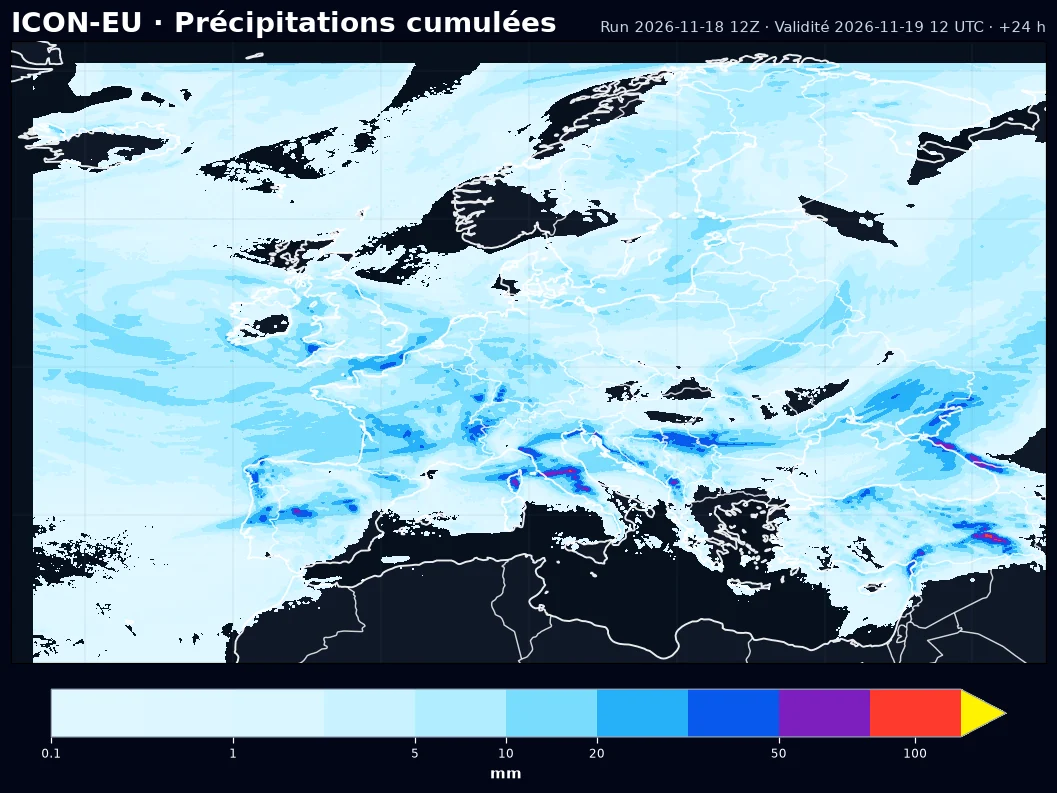 ICON-EU · Précipitations cumulées
Run 2026-11-18 12Z · Validité 2026-11-19 12 UTC · +24 h
0.1 1 5 10 20 50 100
mm